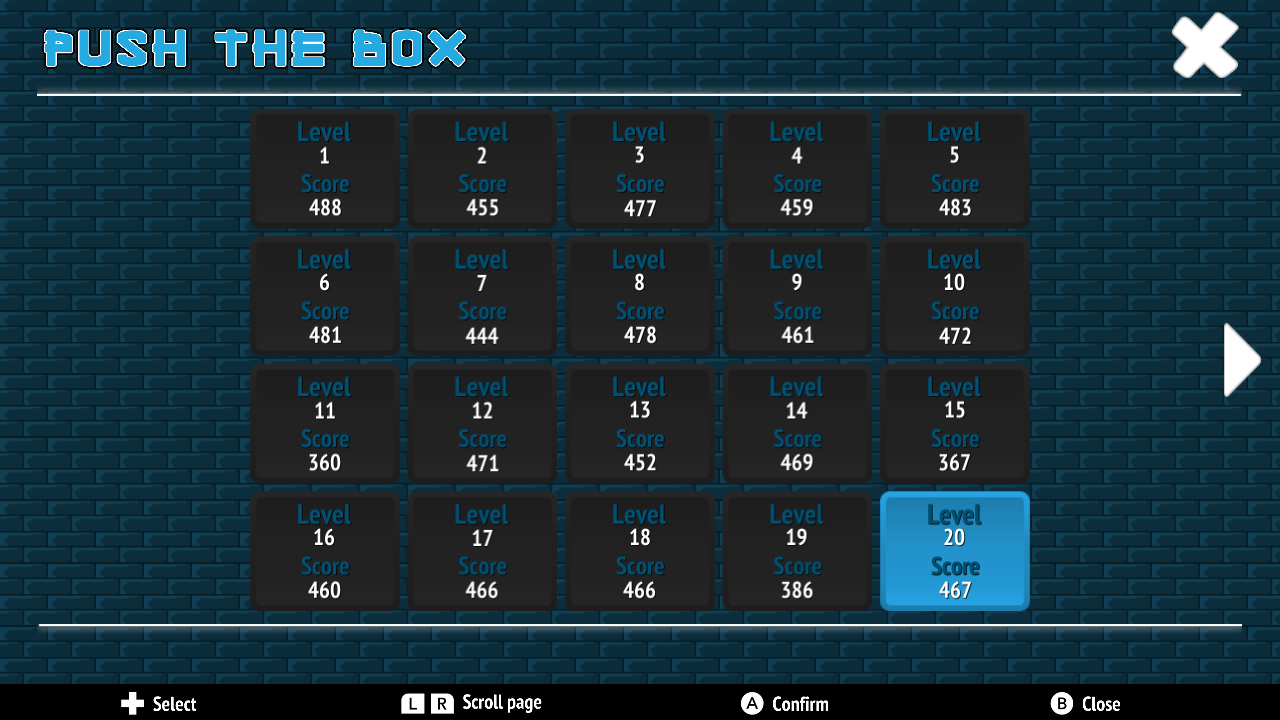 PUSH THE BOX
Level Level Level Level Level
1 2 3 4 5
Score Score Score Score Score
488 455 477 459 483
Level Level Level Level Level
6 7 8 9 10
Score Score Score Score Score
481 444 478 461 472
Level Level Level Level Level
11 12 13 14 15
Score Score Score Score Score
360 471 452 469 367
Level Level Level Level Level
16 17 18 19 20
Score Score Score Score Score
460 466 466 386 467
Select L R Scroll page A Confirm B Close